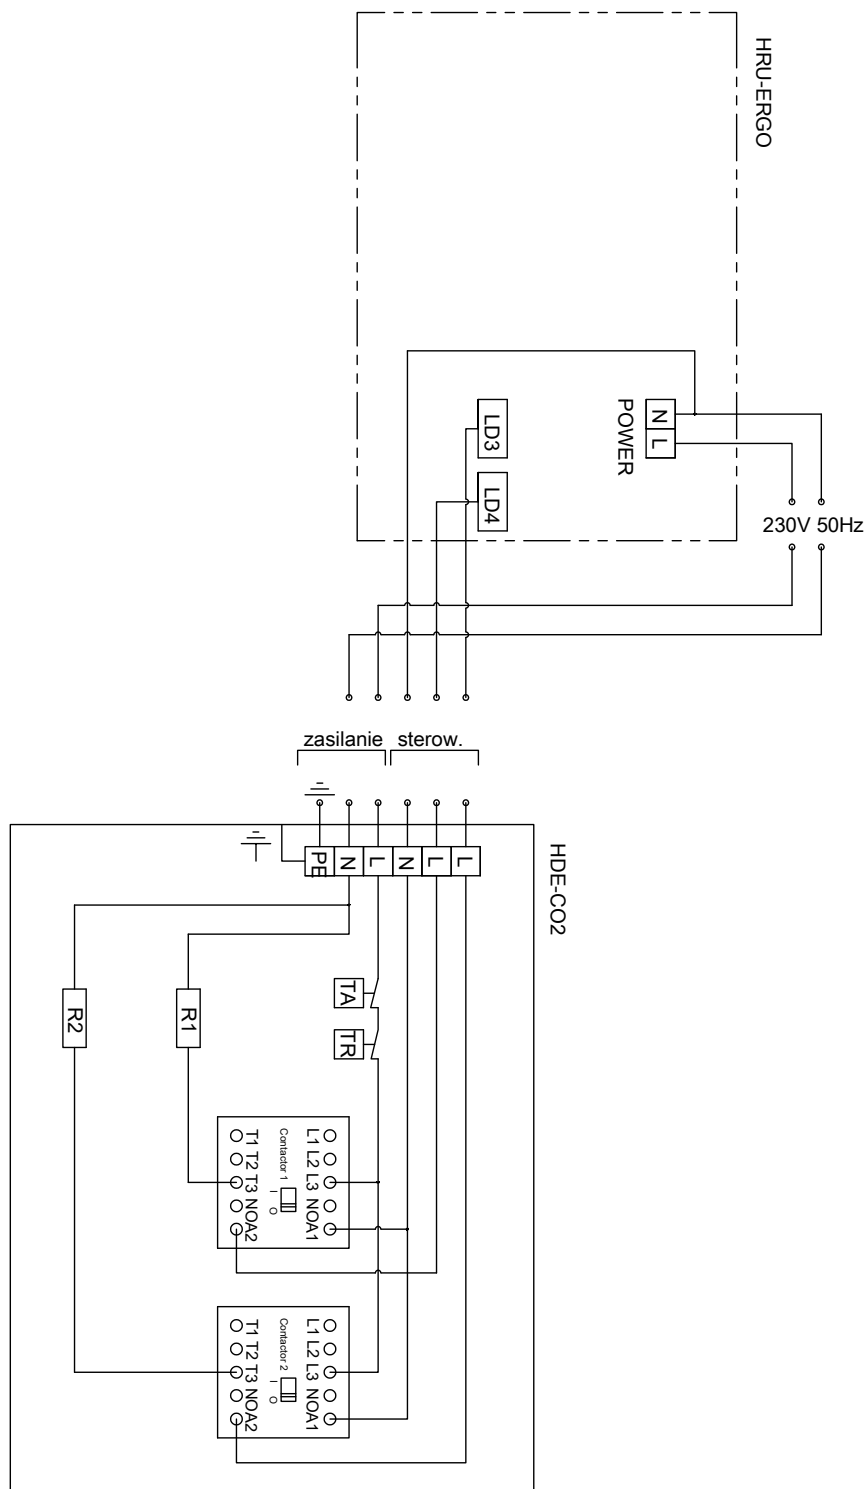 HRU-ERGO
N
L
POWER
LD3
LD4
230V 50Hz
zasilanie
sterow.
HDE-CO2
PE
N
L
N
L
L
TA
TR
R1
R2
L1 L2 L3 NOA1
Contactor 1
I
O
T1 T2 T3 NOA2
L1 L2 L3 NOA1
Contactor 2
I
O
T1 T2 T3 NOA2